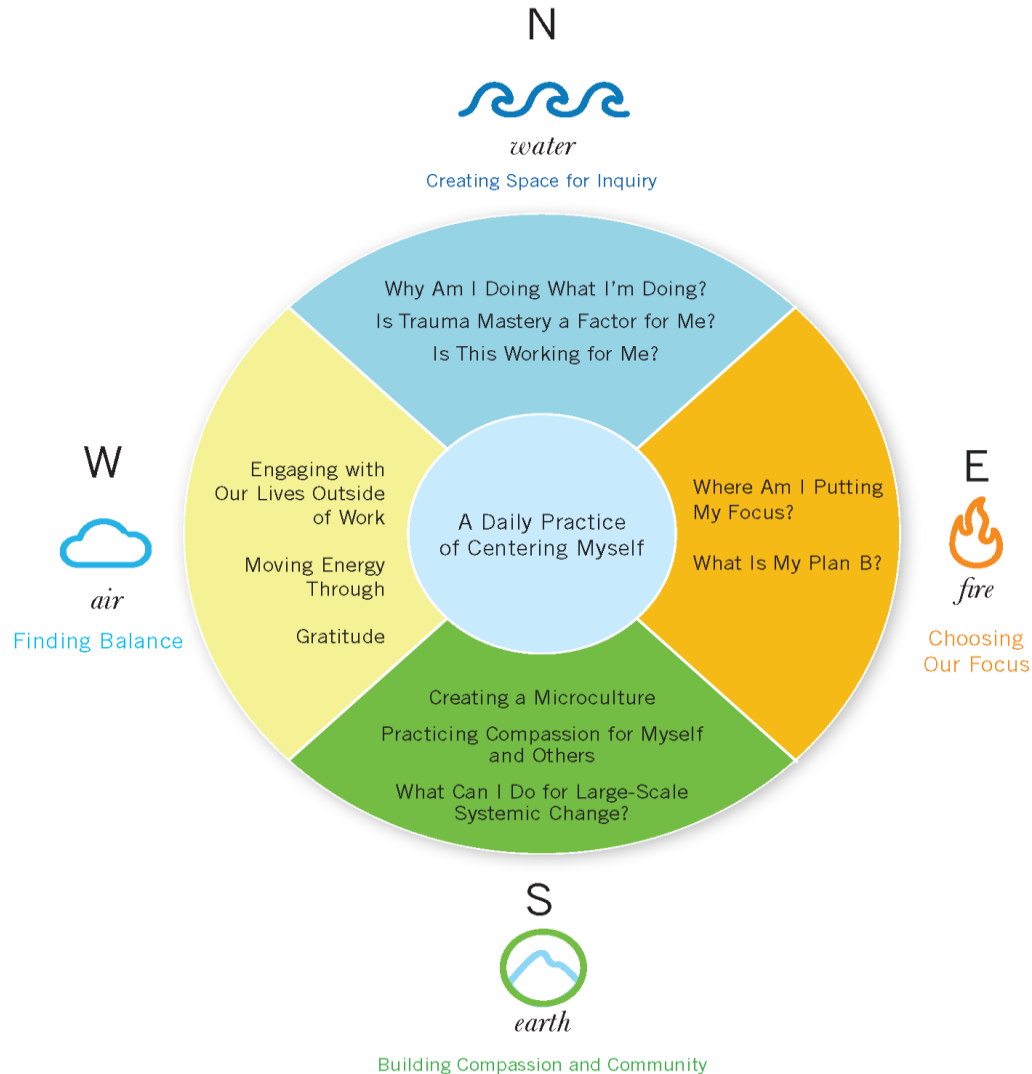 N
water
Creating Space for Inquiry
Why Am I Doing What I'm Doing?
Is Trauma Mastery a Factor for Me?
Is This Working for Me?
W
air
Finding Balance
Engaging with
Our Lives Outside
of Work
Moving Energy
Through
Gratitude
A Daily Practice
of Centering Myself
Where Am I Putting
My Focus?
What Is My Plan B?
E
fire
Choosing
Our Focus
Creating a Microculture
Practicing Compassion for Myself
and Others
What Can I Do for Large-Scale
Systemic Change?
S
earth
Building Compassion and Community